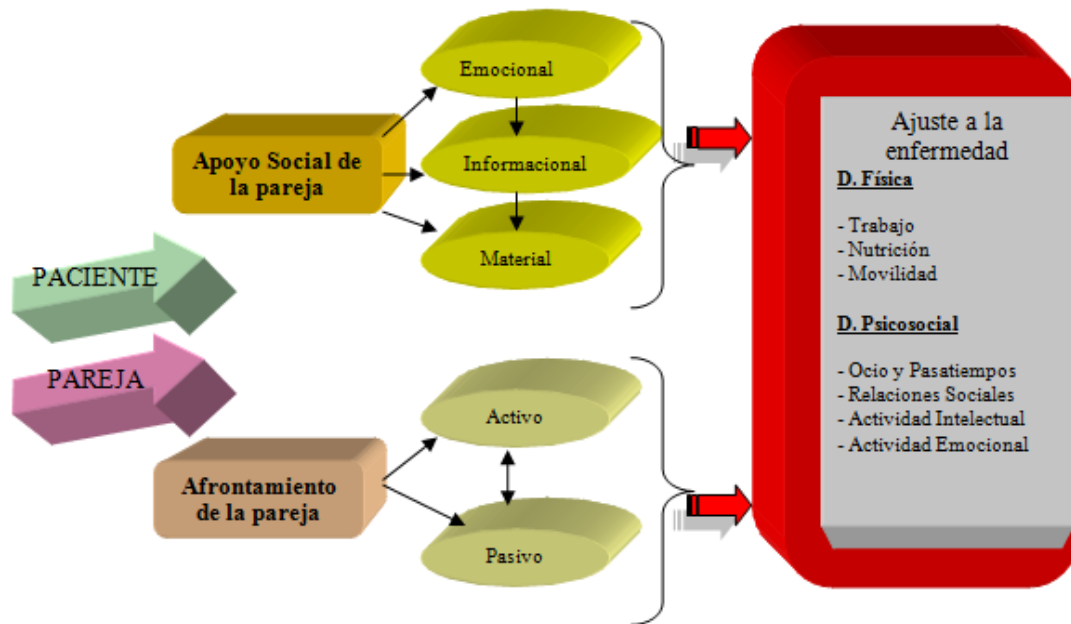 PACIENTE
PAREJA
Apoyo Social de
la pareja
Emocional
Informacional
Material
Afrontamiento
de la pareja
Activo
Pasivo
Ajuste a la
enfermedad
D. Física
- Trabajo
- Nutrición
- Movilidad
D. Psicosocial
- Ocio y Pasatiempos
- Relaciones Sociales
- Actividad Intelectual
- Actividad Emocional